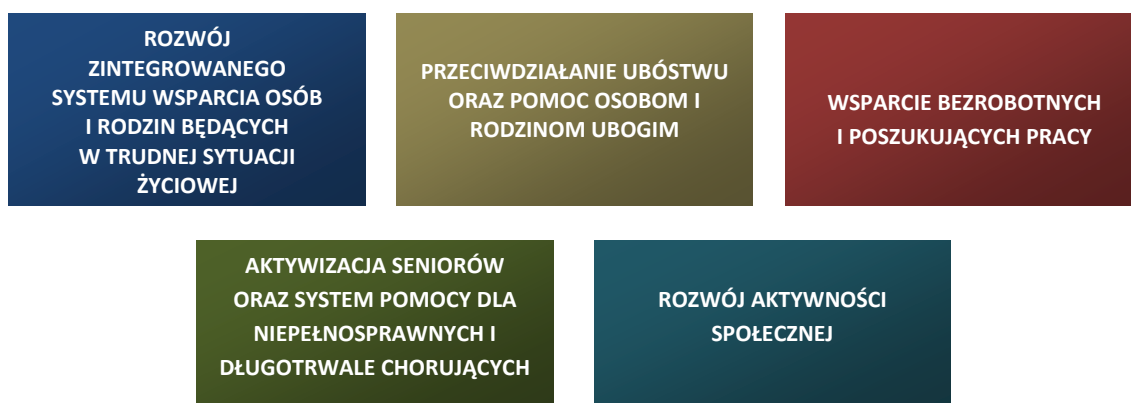 ROZWÓJ
ZINTEGROWANEGO
SYSTEMU WSPARCIA OSÓB
I RODZIN BĘDĄCYCH
W TRUDNEJ SYTUACJI
ŻYCIOWEJ
PRZECIWDZIAŁANIE UBÓSTWU
ORAZ POMOC OSOBOM I
RODZINOM UBOGIM
WSPARCIE BEZROBOTNYCH
I POSZUKUJĄCYCH PRACY
AKTYWIZACJA SENIORÓW
ORAZ SYSTEM POMOCY DLA
NIEPEŁNOSPRAWNYCH I
DŁUGOTRWALE CHORUJĄCYCH
ROZWÓJ AKTYWNOŚCI
SPOŁECZNEJ